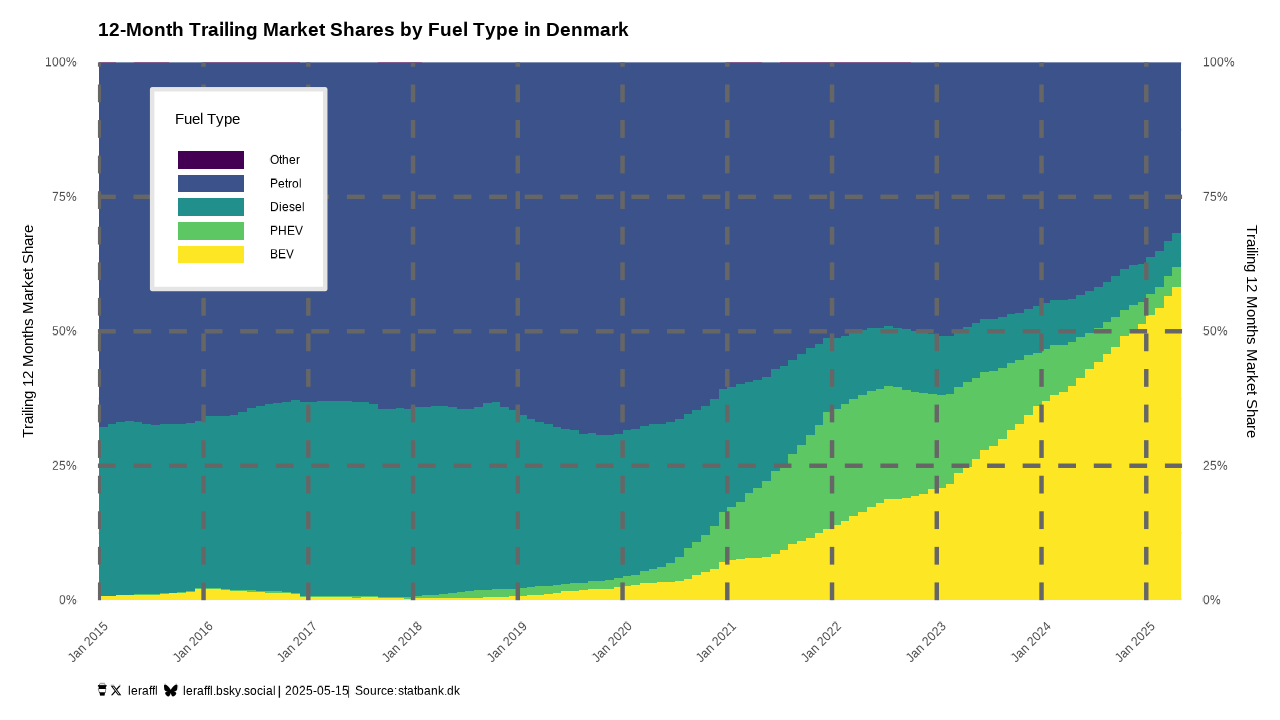 12-Month Trailing Market Shares by Fuel Type in Denmark
100%
75%
50%
25%
0%
Trailing 12 Months Market Share
Fuel Type
Other
Petrol
Diesel
PHEV
BEV
100%
75%
50%
25%
0%
Trailing 12 Months Market Share
Jan 2015
Jan 2016
Jan 2017
Jan 2018
Jan 2019
Jan 2020
Jan 2021
Jan 2022
Jan 2023
Jan 2024
Jan 2025
leraffl leraffl.bsky.social | 2025-05-15| Source:statbank.dk